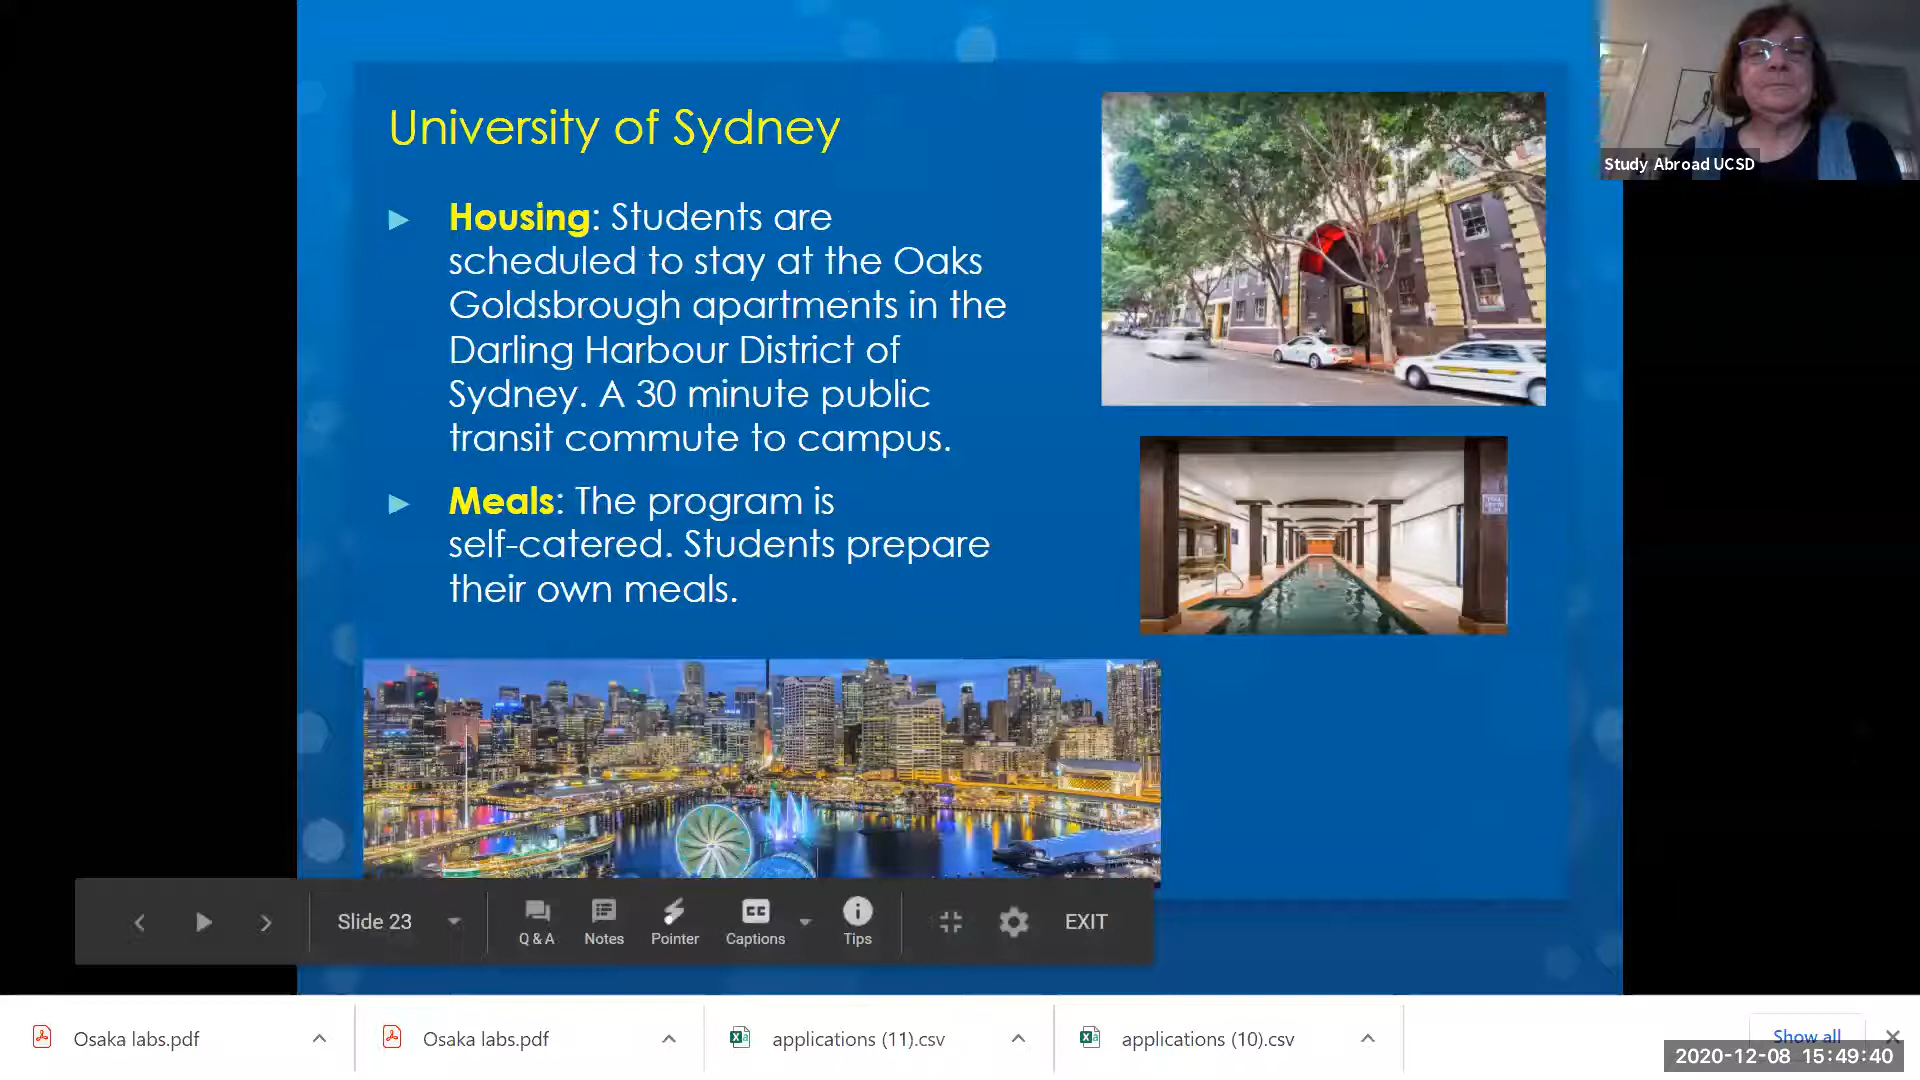 University of Sydney
Housing: Students are
scheduled to stay at the Oaks
Goldsbrough apartments in the
Darling Harbour District of
Sydney. A 30 minute public
transit commute to campus.
Meals: The program is
self-catered. Students prepare
their own meals.
Study Abroad UCSD
Slide 23
Q & A
Notes
Pointer
CC
Captions
Tips
EXIT
Osaka labs.pdf
Osaka labs.pdf
applications (11).csv
applications (10).csv
Show all
2020-12-08 15:49:40